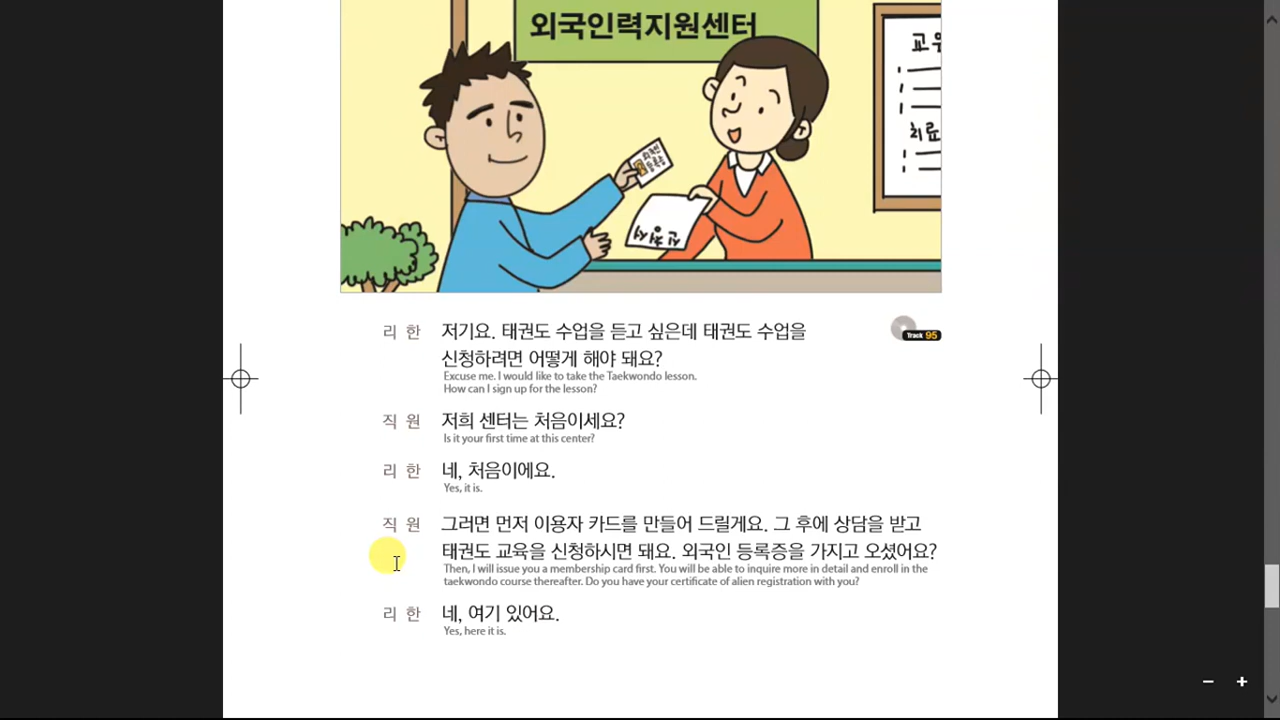 외국인력지원센터
교육
치료
외국인
등록증
리 한 저기요. 태권도 수업을 듣고 싶은데 태권도 수업을
신청하려면 어떻게 해야 돼요?
Excuse me. I would like to take the Taekwondo lesson.
How can I sign up for the lesson?
Track 95
직 원 저희 센터는 처음이세요?
Is it your first time at this center?
리 한 네, 처음이에요.
Yes, it is.
직 원 그러면 먼저 이용자 카드를 만들어 드릴게요. 그 후에 상담을 받고
태권도 교육을 신청하시면 돼요. 외국인 등록증을 가지고 오셨어요?
Then, I will issue you a membership card first. You will be able to inquire more in detail and enroll in the
taekwondo course thereafter. Do you have your certificate of alien registration with you?
리 한 네, 여기 있어요.
Yes, here it is.